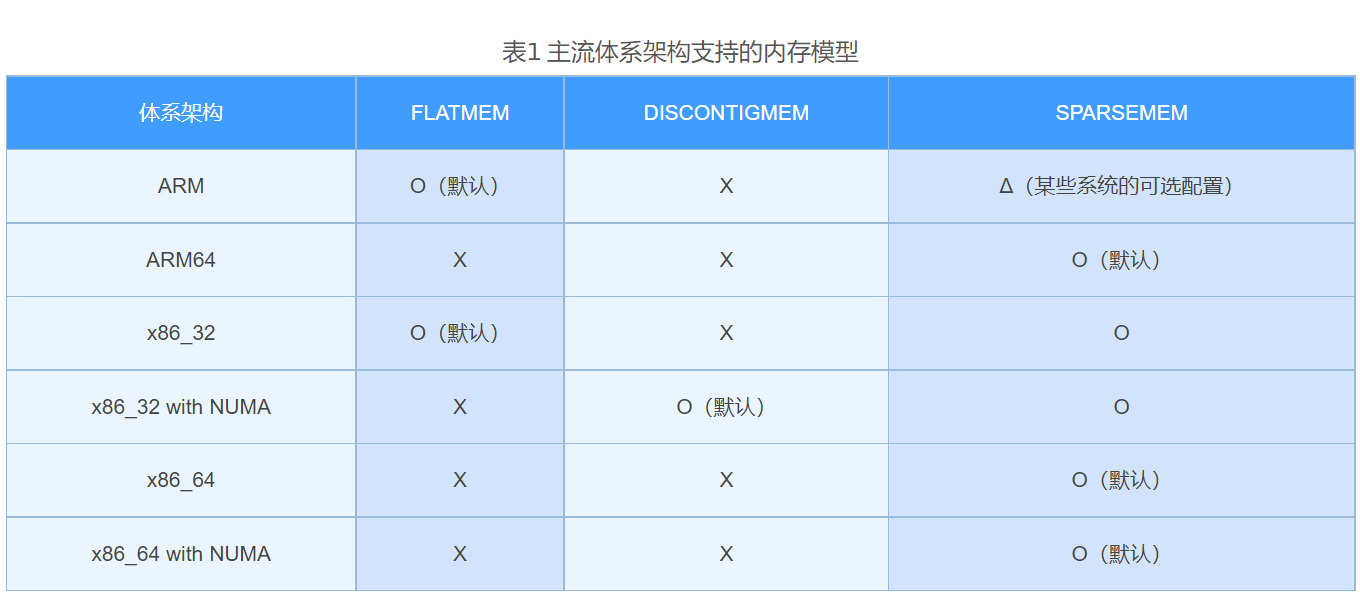 表1 主流体系架构支持的内存模型
体系架构 FLATMEM DISCONTIGMEM SPARSEMEM
ARM O（默认） X Δ（某些系统的可选配置）
ARM64 X X O（默认）
x86_32 O（默认） X O
x86_32 with NUMA X O（默认） O
x86_64 X X O（默认）
x86_64 with NUMA X X O（默认）